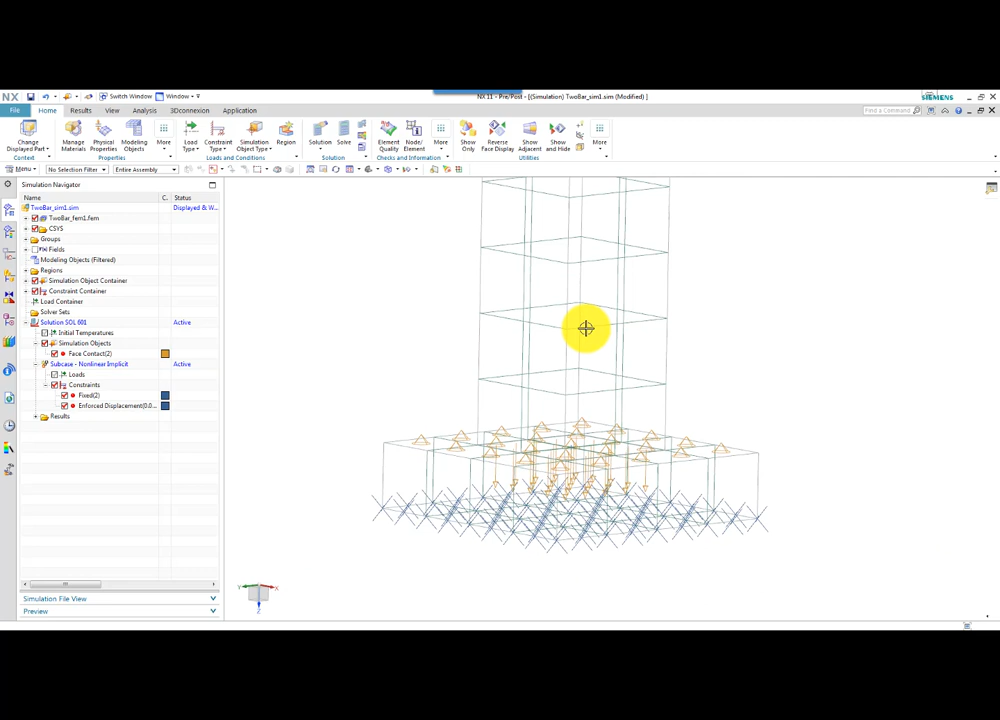 NX
Switch Window
Window
NX 11 - Pre/Post - [(Simulation) TwoBar_sim1.sim (Modified) ]
SIEMENS
File
Home
Results
View
Analysis
3Dconnexion
Application
Find a Command
Change Displayed Part
Manage Materials
Physical Properties
Modeling Objects
More
Load Type
Constraint Type
Simulation Object Type
Region
Solution
Solve
Element Quality
Node/ Element
More
Show Only
Reverse Face Display
Show Adjacent
Show and Hide
More
Context
Properties
Loads and Conditions
Solution
Checks and Information
Utilities
Menu
No Selection Filter
Entire Assembly
Simulation Navigator
Name
C.
Status
TwoBar_sim1.sim
Displayed & W...
TwoBar_fem1.fem
CSYS
Groups
Fields
Modeling Objects (Filtered)
Regions
Simulation Object Container
Constraint Container
Load Container
Solver Sets
Solution SOL 601
Active
Initial Temperatures
Simulation Objects
Face Contact(2)
Subcase - Nonlinear Implicit
Active
Loads
Constraints
Fixed(2)
Enforced Displacement(0.0...
Results
Simulation File View
Preview
Y
X
Z